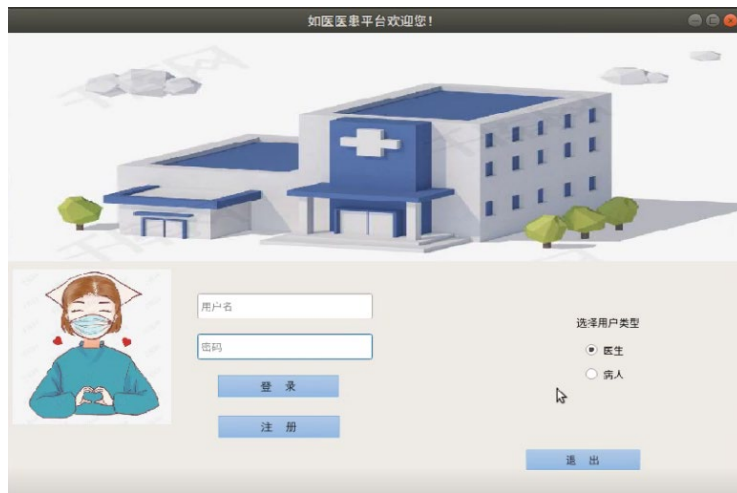 如医医患平台欢迎您！
用户名
密码
登 录
注 册
选择用户类型
医生
病人
退 出